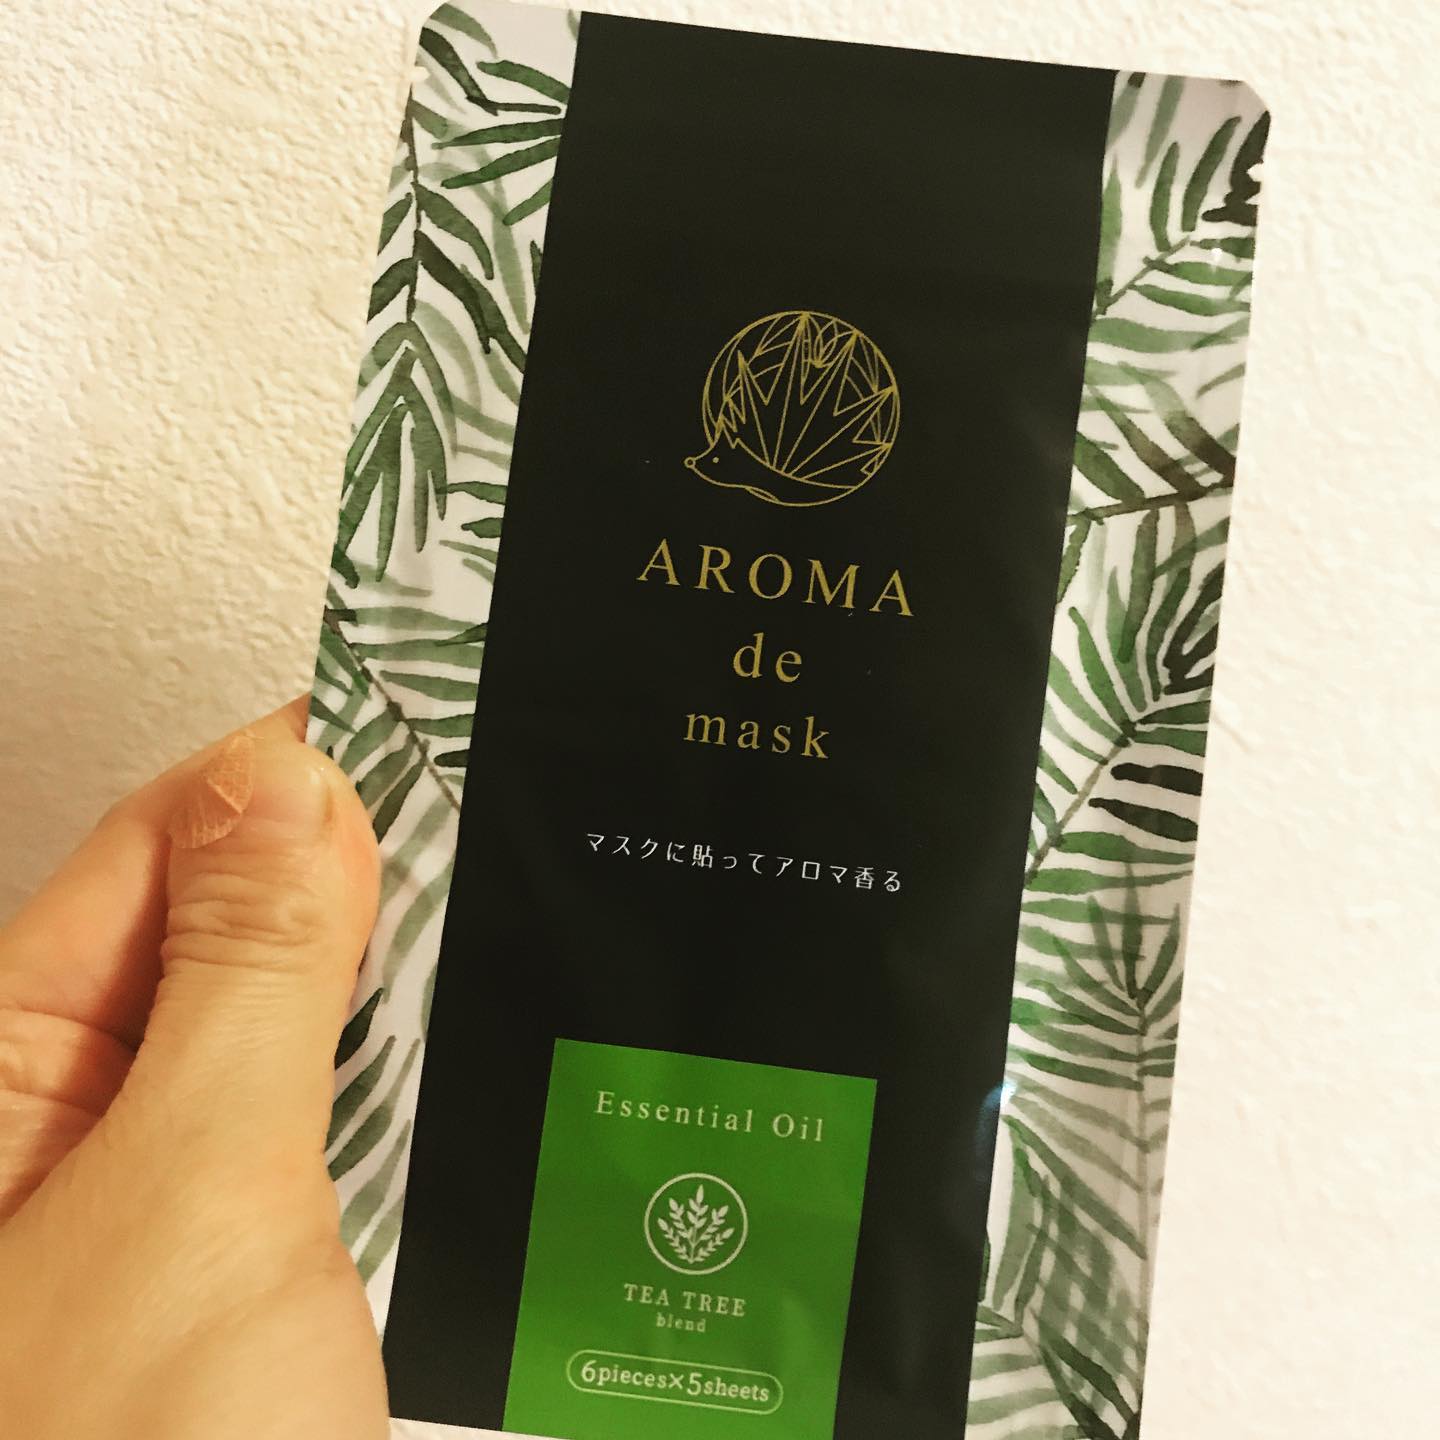 AROMA
de
mask
マスクに貼ってアロマ香る
Essential Oil
TEA TREE
blend
6pieces×5sheets